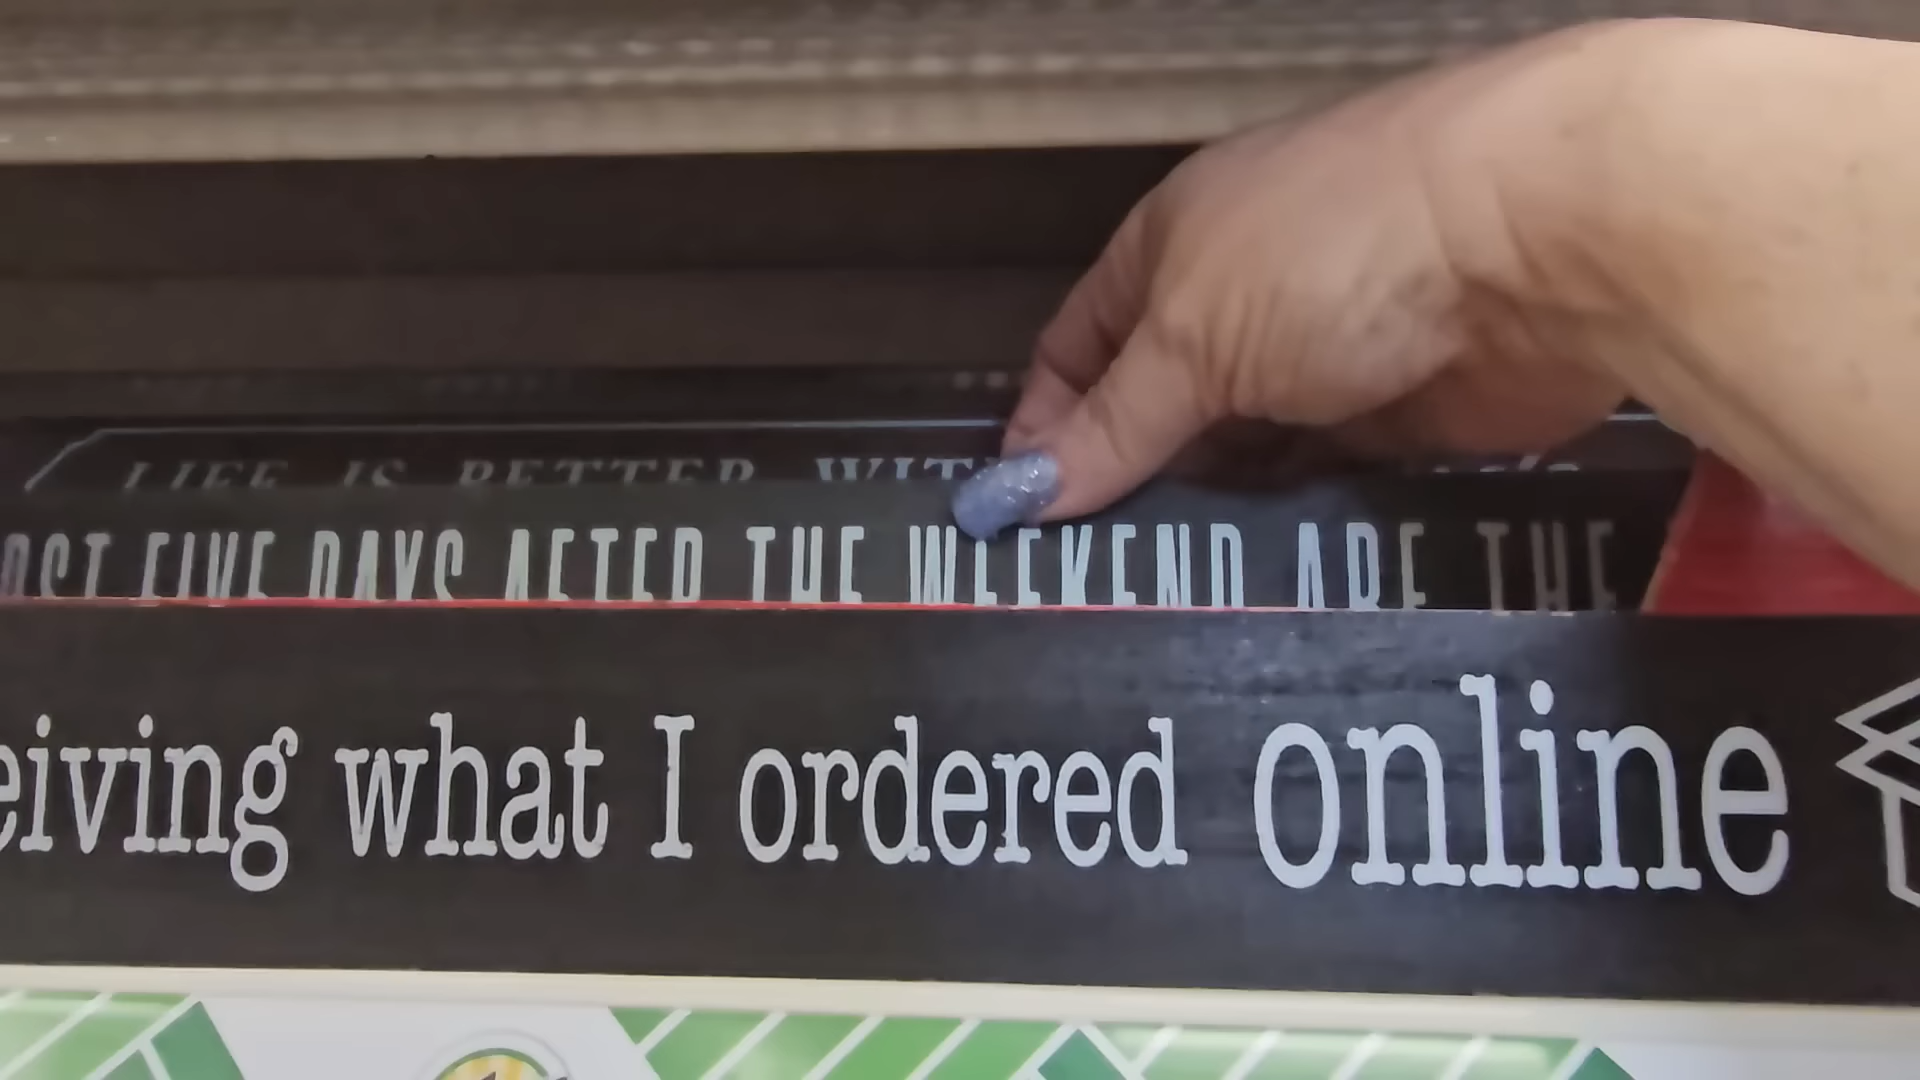 LIFE IS BETTER
FIVE DAYS AFTER THE WEEKEND ARE THE
eiving what I ordered online